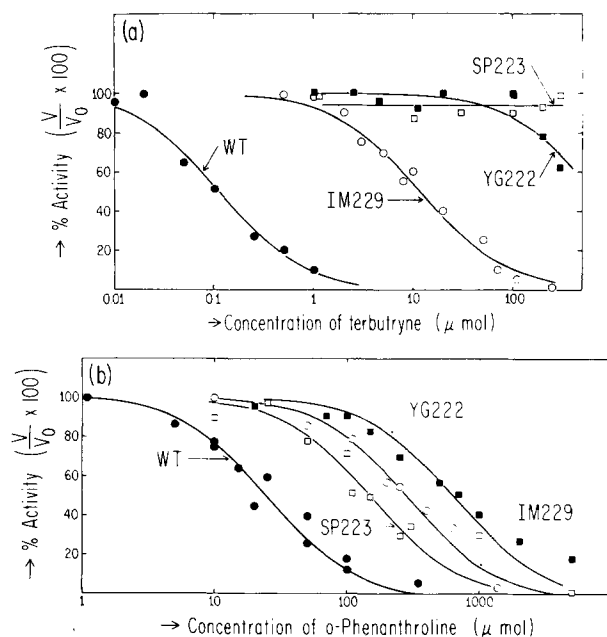 (a)
→ % Activity (V/V₀ × 100)
100
80
60
40
20
SP223
WT
IM229
YG222
0.01
0.1
1
10
100
→Concentration of terbutryne (μ mol)
(b)
→ % Activity (V/V₀ × 100)
100
80
60
40
20
YG222
WT
SP223
IM229
1
10
100
1000
→ Concentration of o-Phenanthroline (μ mol)